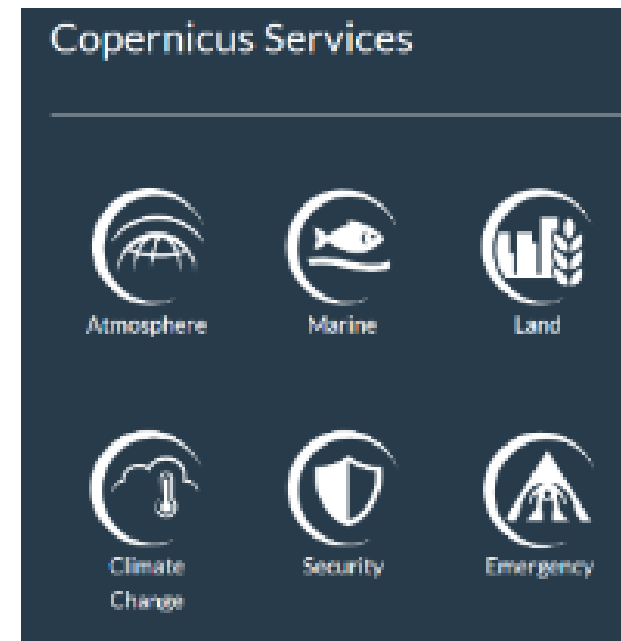 Copernicus Services
Atmosphere
Marine
Land
Climate
Change
Security
Emergency